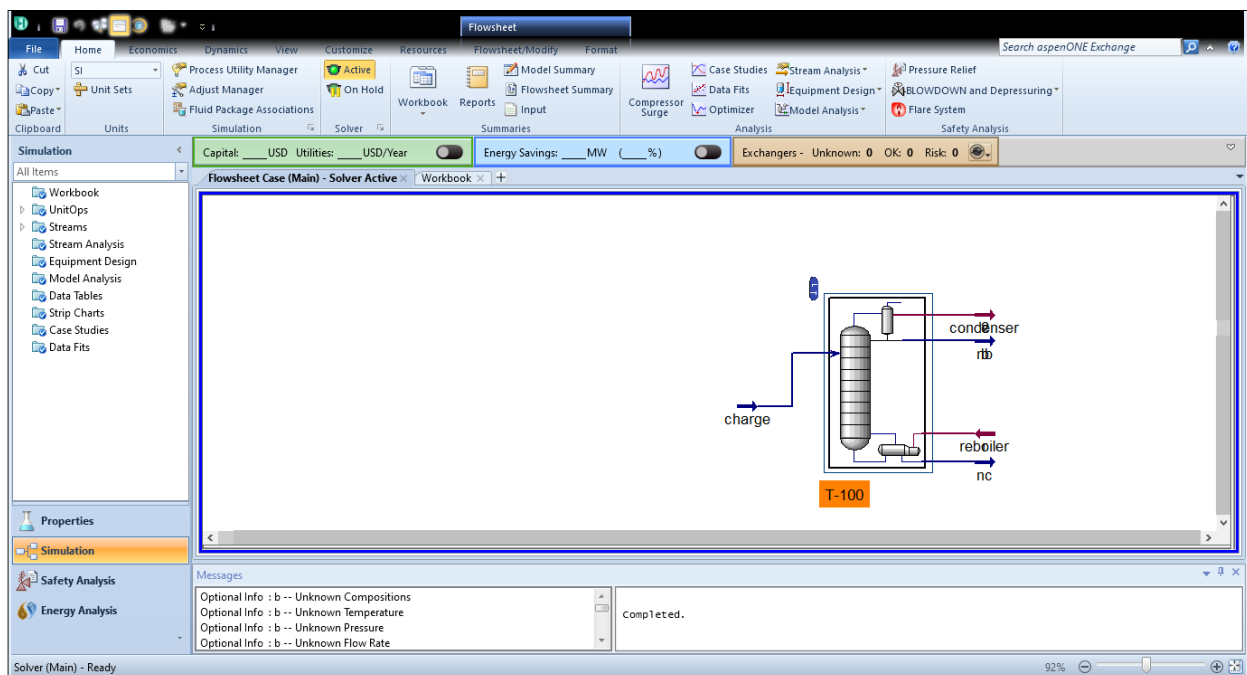 Flowsheet
File Home Economics Dynamics View Customize Resources Flowsheet/Modify Format Search aspenONE Exchange
Cut SI Process Utility Manager Active Model Summary Case Studies Stream Analysis Pressure Relief
Copy Unit Sets Adjust Manager On Hold Flowsheet Summary Data Fits Equipment Design BLOWDOWN and Depressuring
Paste Fluid Package Associations Workbook Reports Input Compressor Surge Optimizer Model Analysis Flare System
Clipboard Units Simulation Solver Summaries Analysis Safety Analysis
Simulation Capital: ____USD Utilities: ____USD/Year Energy Savings: ____MW (____%) Exchangers - Unknown: 0 OK: 0 Risk: 0
All Items Flowsheet Case (Main) - Solver Active Workbook
Workbook
UnitOps
Streams
Stream Analysis
Equipment Design
Model Analysis
Data Tables
Strip Charts
Case Studies
Data Fits
condenser
charge
reboiler
nc
T-100
Properties
Simulation
Safety Analysis
Energy Analysis
Messages
Optional Info : b -- Unknown Compositions
Optional Info : b -- Unknown Temperature
Optional Info : b -- Unknown Pressure
Optional Info : b -- Unknown Flow Rate
Completed.
Solver (Main) - Ready 92%